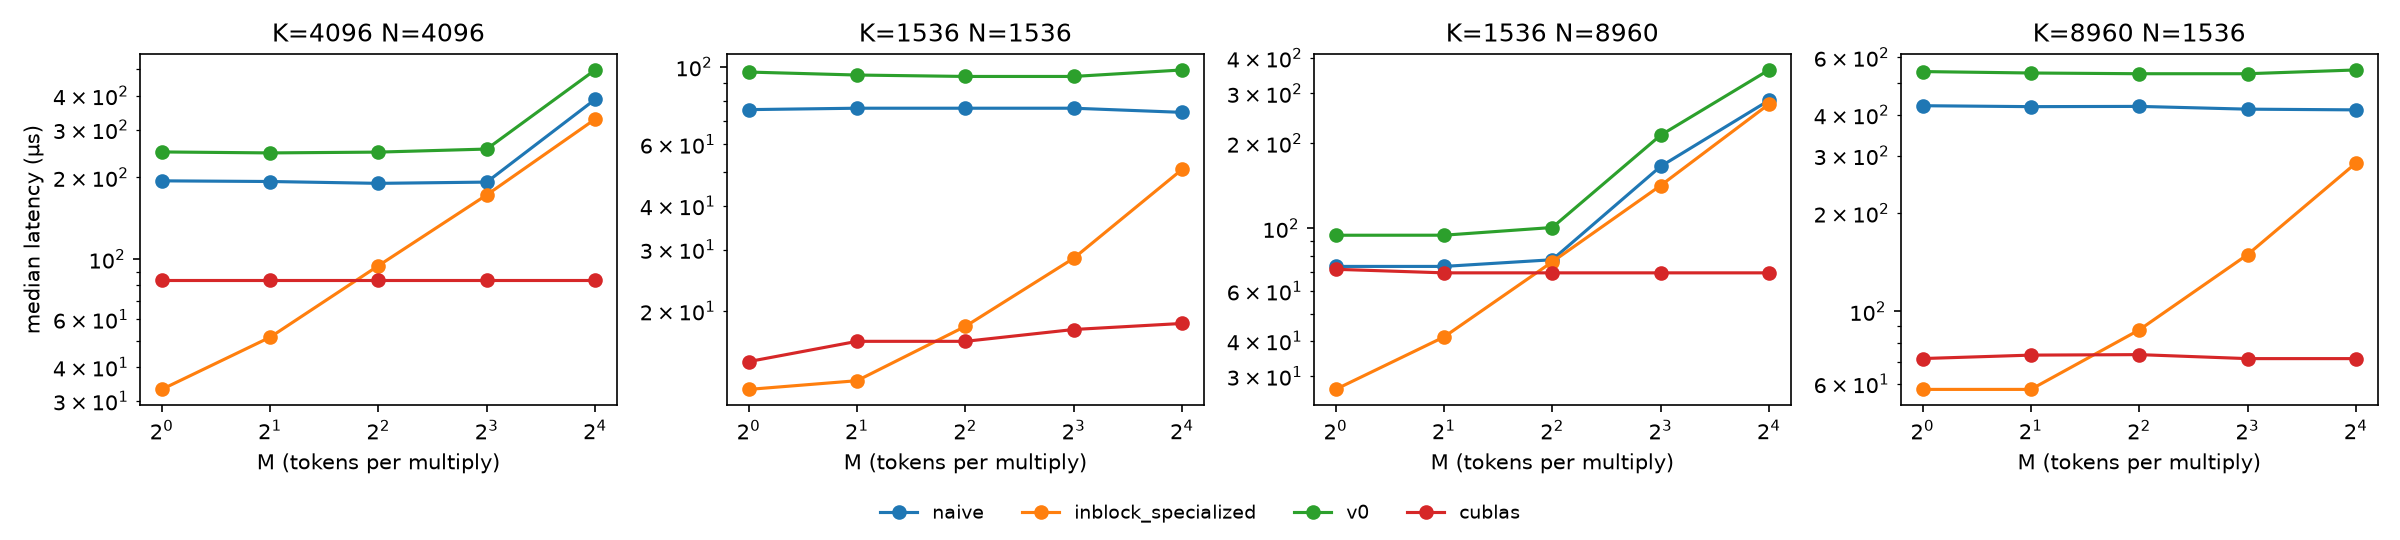 K=4096 N=4096
median latency (µs)
4 × 10²
3 × 10²
2 × 10²
10²
6 × 10¹
4 × 10¹
3 × 10¹
2⁰ 2¹ 2² 2³ 2⁴
M (tokens per multiply)
K=1536 N=1536
10²
6 × 10¹
4 × 10¹
3 × 10¹
2 × 10¹
2⁰ 2¹ 2² 2³ 2⁴
M (tokens per multiply)
K=1536 N=8960
4 × 10²
3 × 10²
2 × 10²
10²
6 × 10¹
4 × 10¹
3 × 10¹
2⁰ 2¹ 2² 2³ 2⁴
M (tokens per multiply)
K=8960 N=1536
6 × 10²
4 × 10²
3 × 10²
2 × 10²
10²
6 × 10¹
2⁰ 2¹ 2² 2³ 2⁴
M (tokens per multiply)
naive inblock_specialized v0 cublas